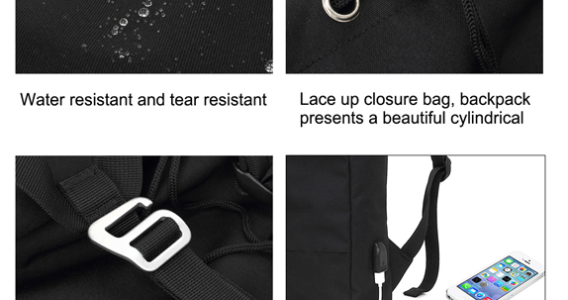 Water resistant and tear resistant
Lace up closure bag, backpack
presents a beautiful cylindrical